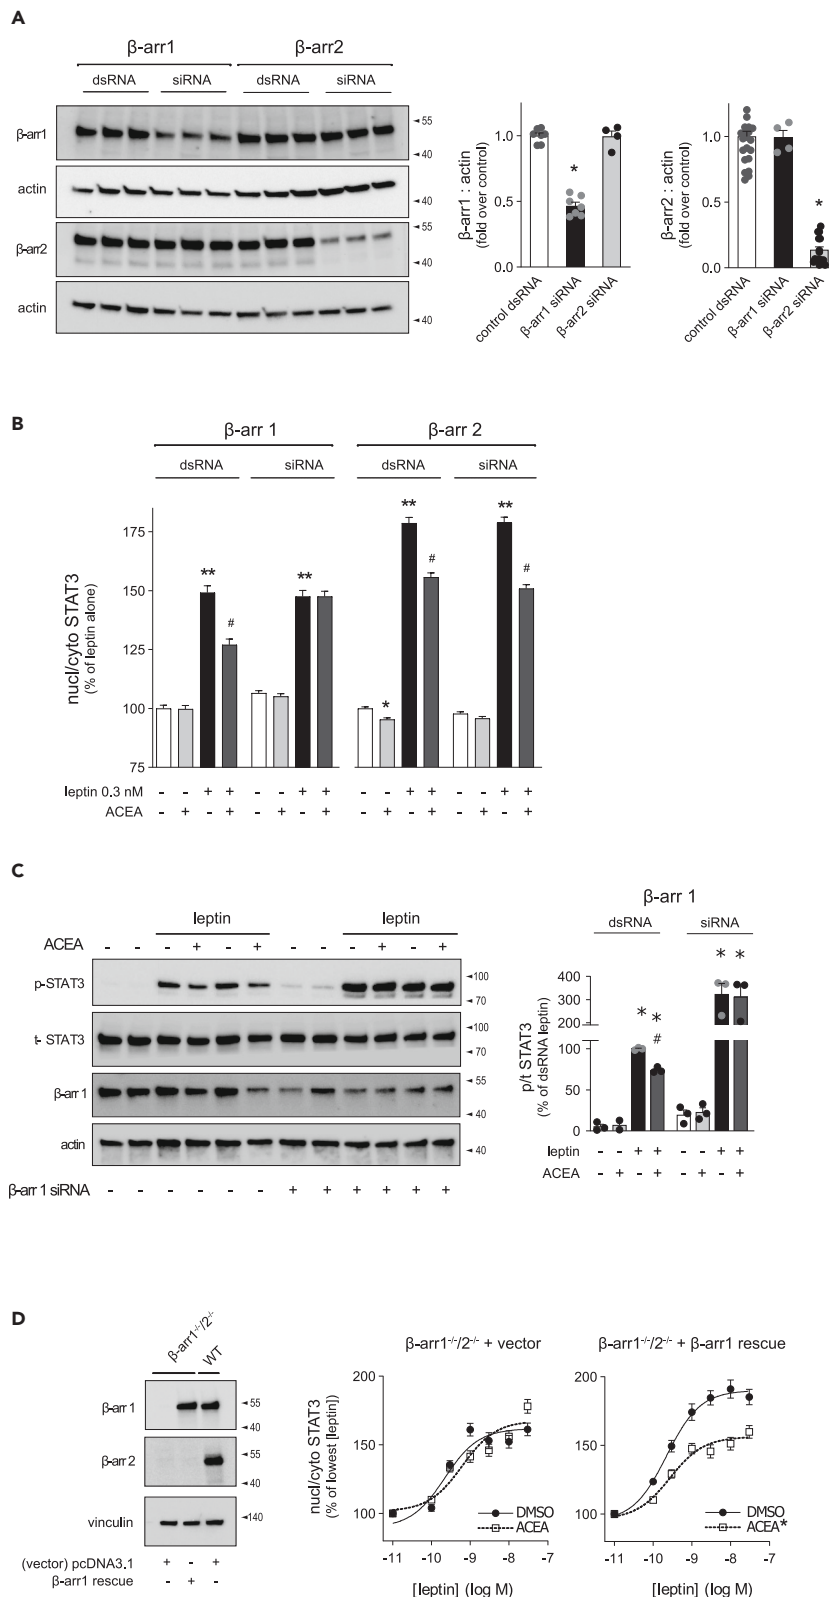 A
β-arr1 β-arr2
dsRNA siRNA dsRNA siRNA
β-arr1
55
40
actin
40
β-arr2
55
40
actin
40
β-arr1 : actin
(fold over control)
1.0
0.5
0.0
*
control dsRNA
β-arr1 siRNA
β-arr2 siRNA
β-arr2 : actin
(fold over control)
1.0
0.5
0.0
*
control dsRNA
β-arr1 siRNA
β-arr2 siRNA
B
β-arr 1 β-arr 2
dsRNA siRNA dsRNA siRNA
nucl/cyto STAT3
(% of leptin alone)
175
150
125
100
75
** # ** * ** # ** #
leptin 0.3 nM - - + + - - + + - - + + - - + +
ACEA - + - + - + - + - + - + - + - +
C
leptin leptin
ACEA - - - + - + - - - + - +
p-STAT3
100
70
t- STAT3
100
70
β-arr 1
55
40
actin
40
β-arr 1 siRNA - - - - - - + + + + + +
β-arr 1
dsRNA siRNA
p/t STAT3
(% of dsRNA leptin)
400
300
200
100
50
0
* * # * *
leptin - - + + - - + +
ACEA - + - + - + - +
D
β-arr1-/-/2-/-
WT
β-arr 1
55
40
β-arr 2
55
40
vinculin
140
(vector) pcDNA3.1 + - +
β-arr1 rescue - + -
β-arr1-/-/2-/- + vector
nucl/cyto STAT3
(% of lowest [leptin])
200
150
100
DMSO
ACEA
-11 -10 -9 -8 -7
[leptin] (log M)
β-arr1-/-/2-/- + β-arr1 rescue
200
150
100
DMSO
ACEA*
-11 -10 -9 -8 -7
[leptin] (log M)